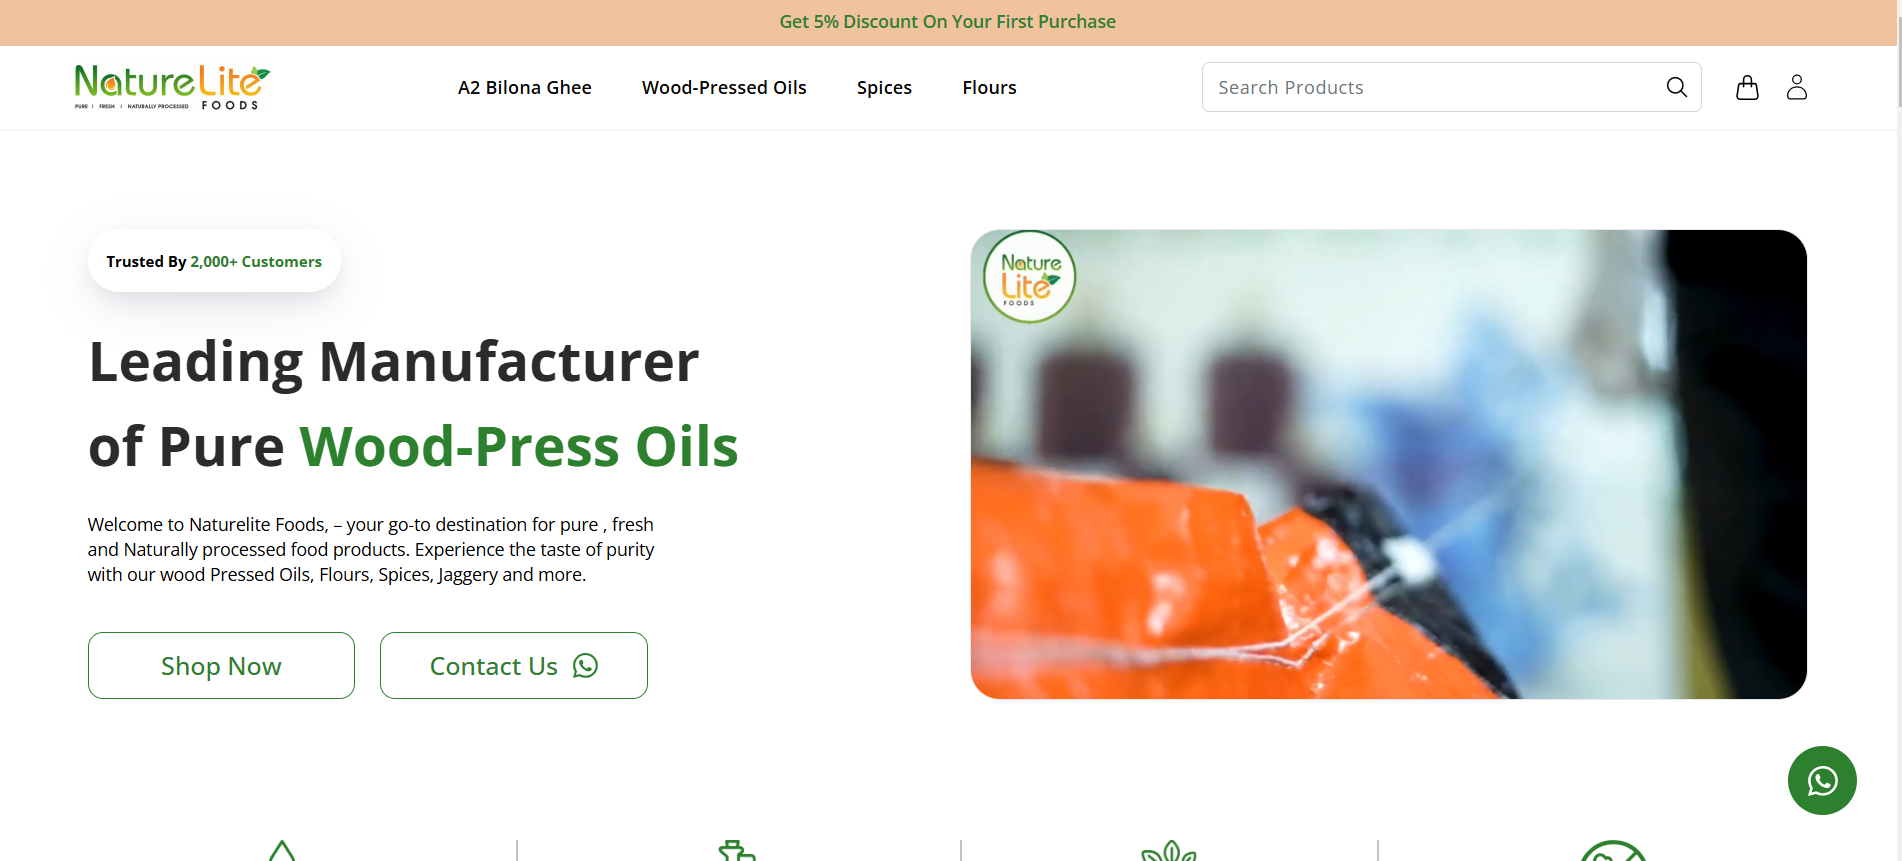 Get 5% Discount On Your First Purchase
NatureLite
PURE | FRESH | NATURALLY PROCESSED FOODS
A2 Bilona Ghee
Wood-Pressed Oils
Spices
Flours
Search Products
Trusted By 2,000+ Customers
Leading Manufacturer
of Pure Wood-Press Oils
Welcome to Naturelite Foods, – your go-to destination for pure , fresh
and Naturally processed food products. Experience the taste of purity
with our wood Pressed Oils, Flours, Spices, Jaggery and more.
Shop Now
Contact Us
Nature
Lite
FOODS